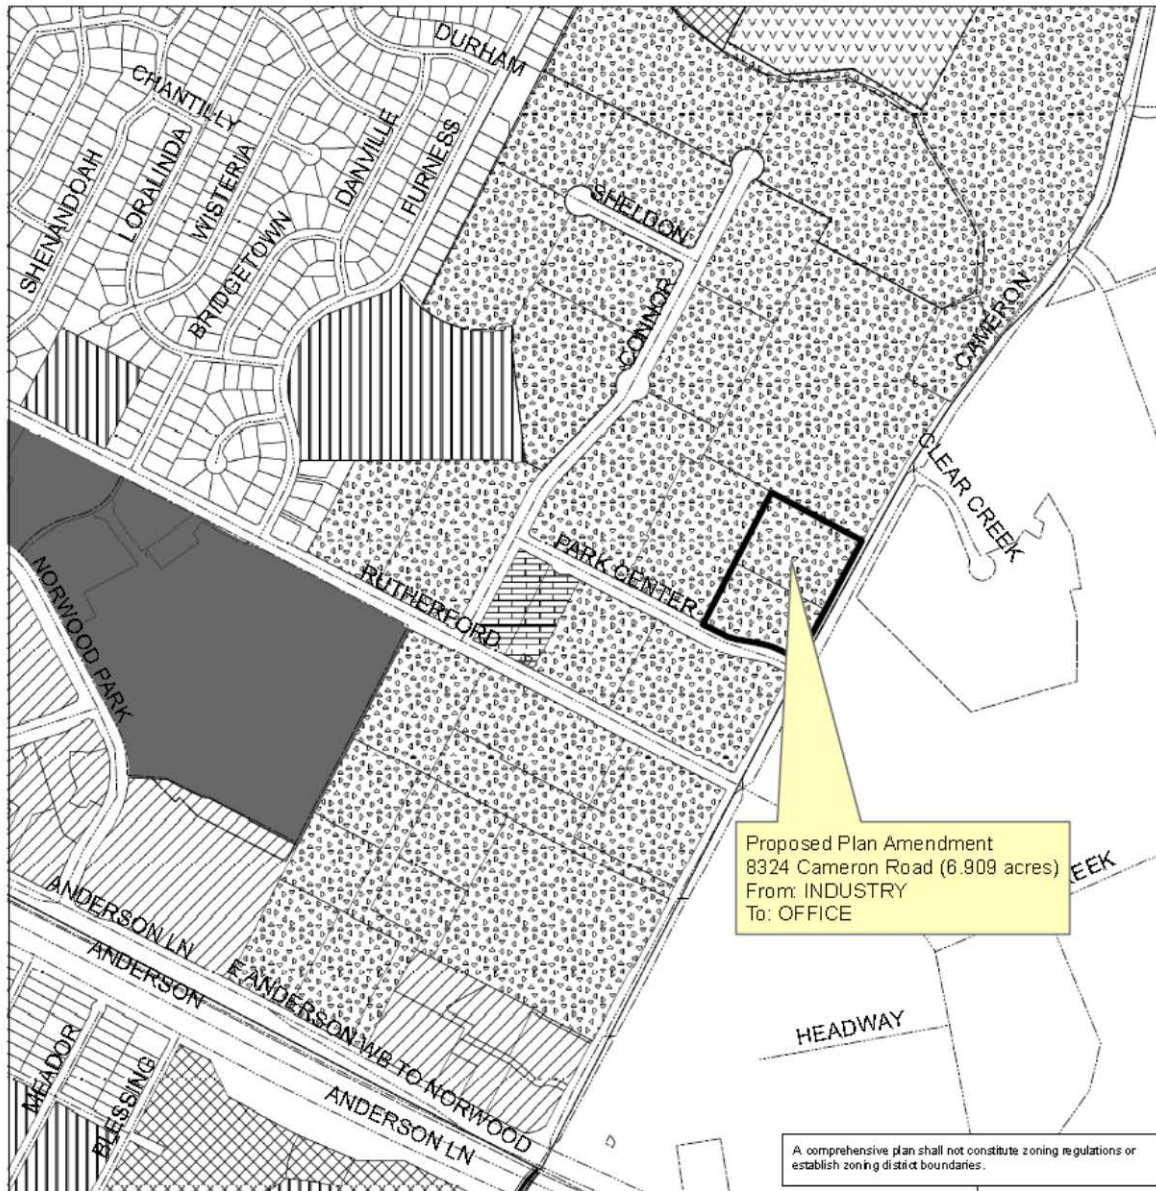 DURHAM
CHANTILLY
SHENANDOAH
LORALINDA
WISTERIA
BRIDGETOWN
DANVILLE
FURNESS
SHELDON
CONNOR
CAMERON
CLEAR CREEK
PARK CENTER
RUTHERFORD
NORWOOD PARK
Proposed Plan Amendment
8324 Cameron Road (6.909 acres)
From: INDUSTRY
To: OFFICE
EEK
ANDERSON LN
ANDERSON
E ANDERSON WB TO NORWOOD
ANDERSON LN
HEADWAY
MEADOR
BLESSING
A comprehensive plan shall not constitute zoning regulations or
establish zoning district boundaries.